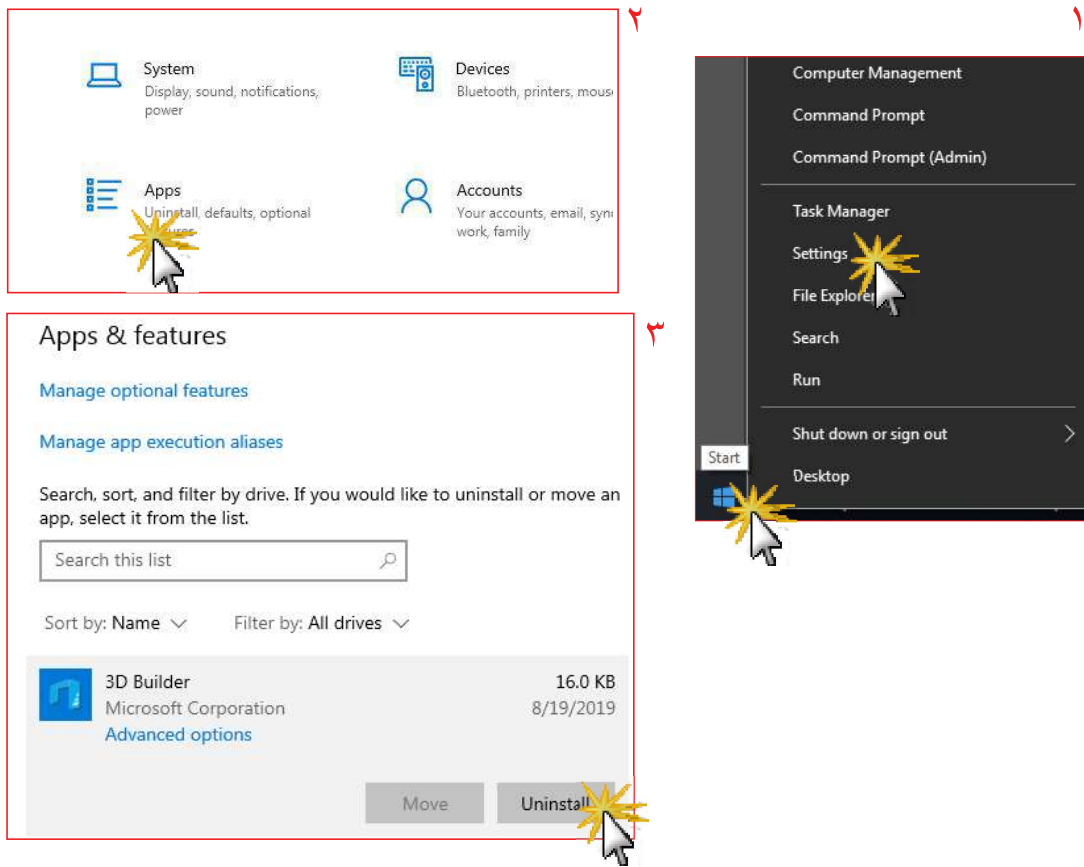 ١
Computer Management
Command Prompt
Command Prompt (Admin)
Task Manager
Settings
File Explorer
Search
Run
Shut down or sign out
Desktop
Start
٢
System
Display, sound, notifications,
power
Devices
Bluetooth, printers, mouse
Apps
Uninstall, defaults, optional
features
Accounts
Your accounts, email, sync
work, family
٣
Apps & features
Manage optional features
Manage app execution aliases
Search, sort, and filter by drive. If you would like to uninstall or move an
app, select it from the list.
Search this list
Sort by: Name
Filter by: All drives
3D Builder
16.0 KB
Microsoft Corporation
8/19/2019
Advanced options
Move
Uninstall